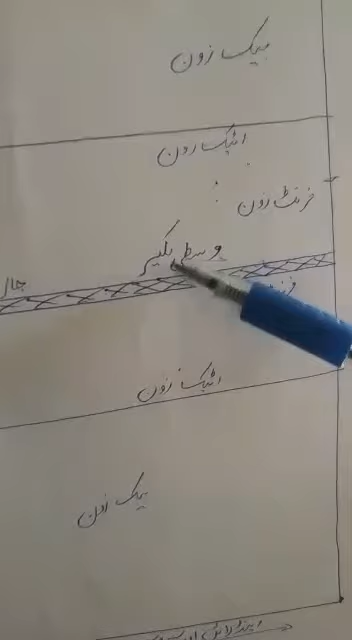 بیک زون
اٹیک زون
فرنٹ زون
وسطی لکیر
جال
اٹیک زون
بیک زون